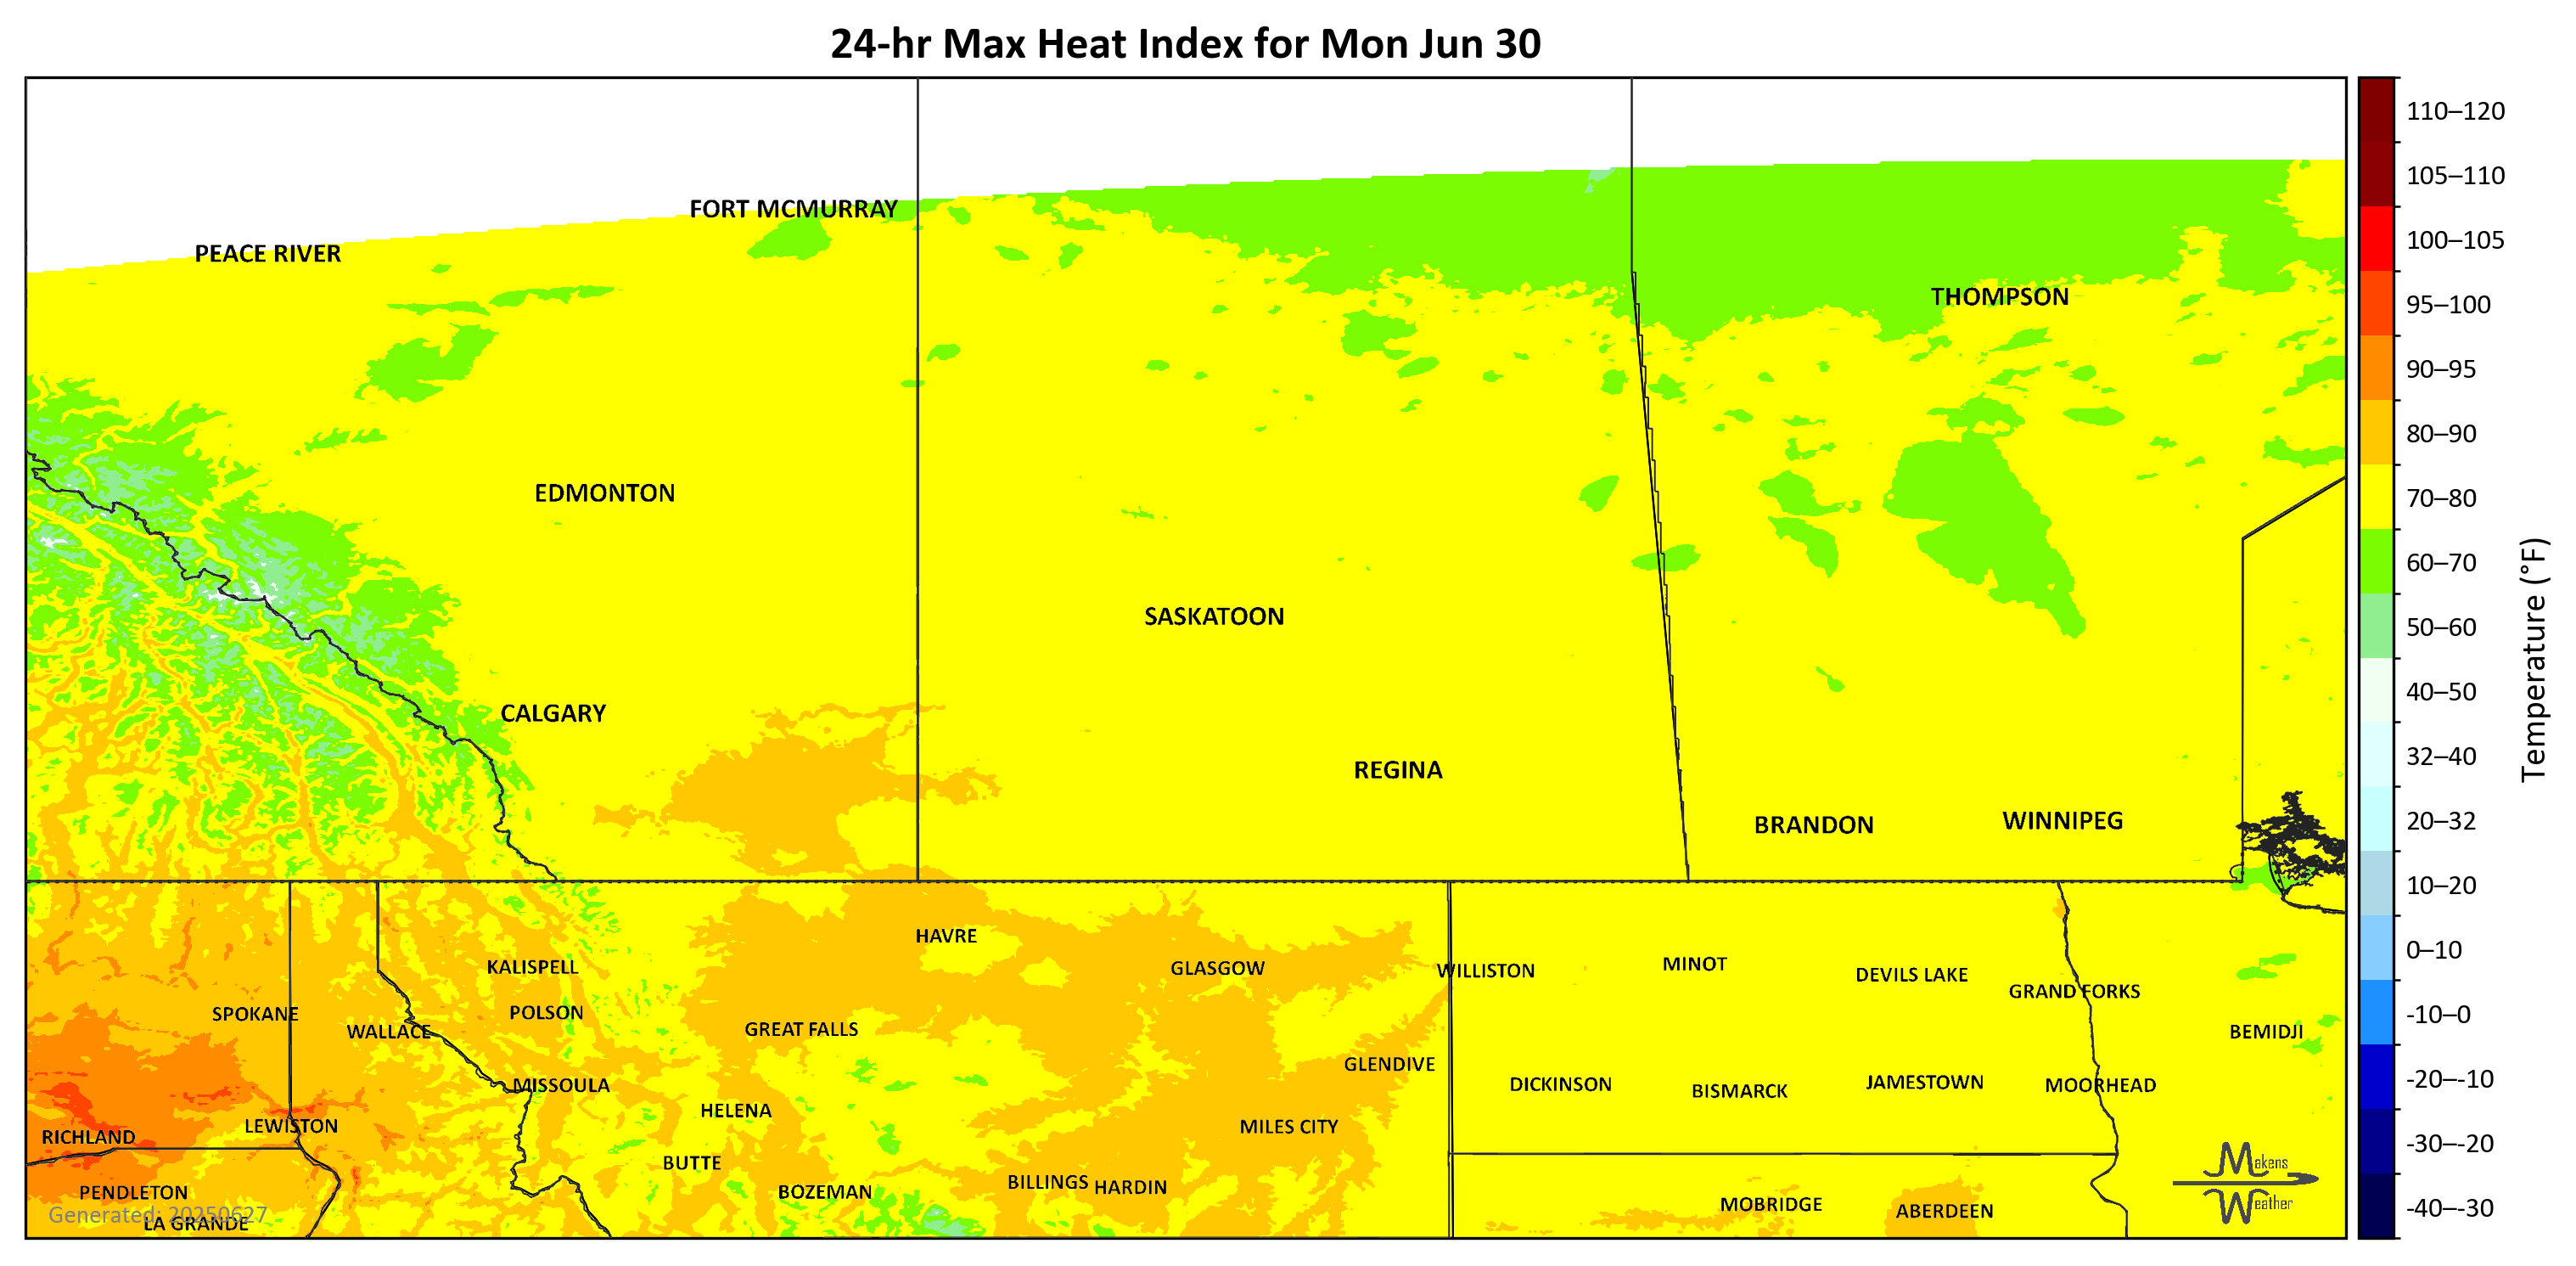 24-hr Max Heat Index for Mon Jun 30
FORT MCMURRAY
PEACE RIVER
THOMPSON
EDMONTON
SASKATOON
CALGARY
REGINA
BRANDON
WINNIPEG
HAVRE
KALISPELL
GLASGOW
WILLISTON
MINOT
DEVILS LAKE
GRAND FORKS
SPOKANE
POLSON
WALLACE
GREAT FALLS
BEMIDJI
GLENDIVE
MISSOULA
DICKINSON
BISMARCK
JAMESTOWN
MOORHEAD
HELENA
LEWISTON
MILES CITY
RICHLAND
BUTTE
BILLINGS
HARDIN
PENDLETON
BOZEMAN
MOBRIDGE
ABERDEEN
Generated: 20250627
LA GRANDE
Makens
Weather
110–120
105–110
100–105
95–100
90–95
80–90
70–80
60–70
50–60
40–50
32–40
20–32
10–20
0–10
-10–0
-20–-10
-30–-20
-40–-30
Temperature (°F)